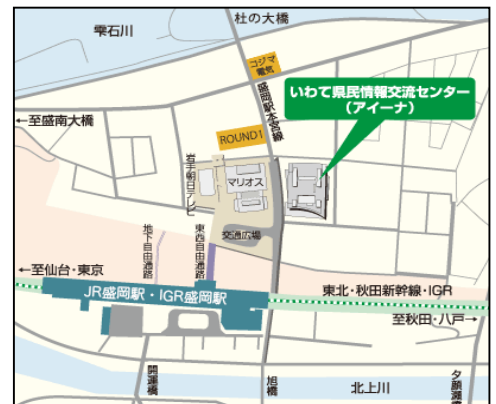 杜の大橋
雫石川
コジマ
電気
盛岡駅本宮線
いわて県民情報交流センター
(アイーナ)
←至盛南大橋
ROUND1
岩手朝日テレビ
マリオス
地下自由通路
東西自由通路
交通広場
←至仙台・東京
JR盛岡駅・IGR盛岡駅
東北・秋田新幹線・IGR
至秋田・八戸→
開運橋
旭橋
北上川
夕顔瀬